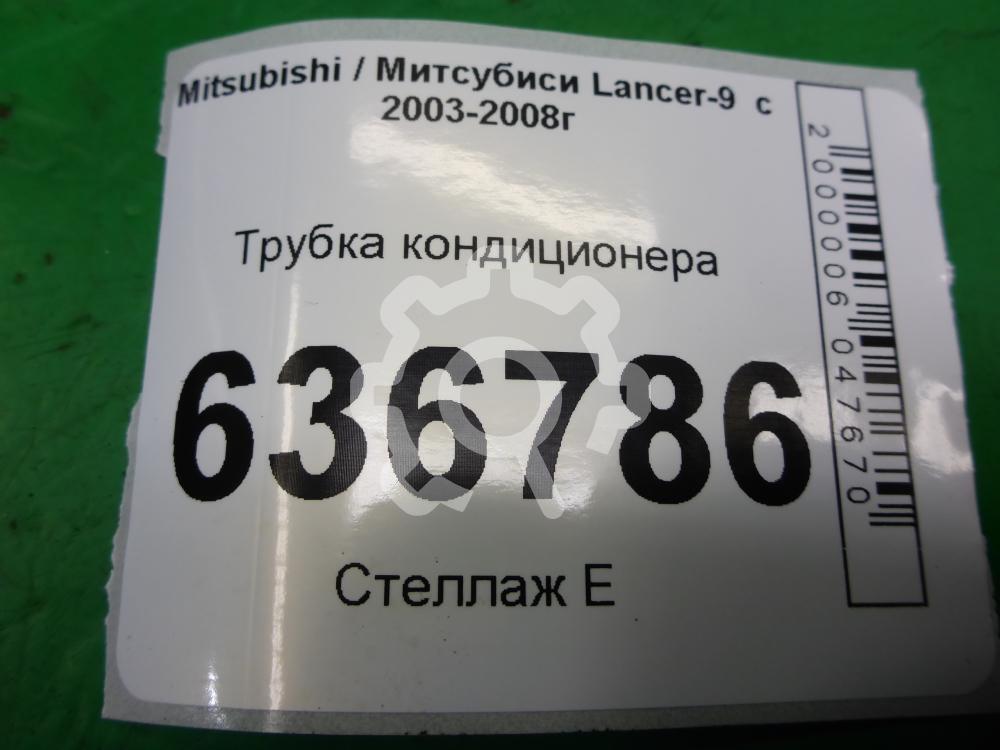 Mitsubishi / Митсубиси Lancer-9 с
2003-2008г
Трубка кондиционера
636786
Стеллаж Е
2000006047670